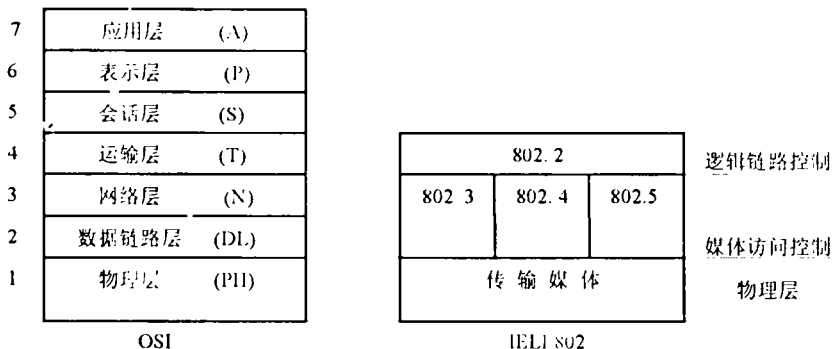 7 应用层 (A)
6 表示层 (P)
5 会话层 (S)
4 运输层 (T)
3 网络层 (N)
2 数据链路层 (DL)
1 物理层 (PH)
OSI
802.2
逻辑链路控制
802 3
802.4
802.5
媒体访问控制
传输媒体
物理层
802